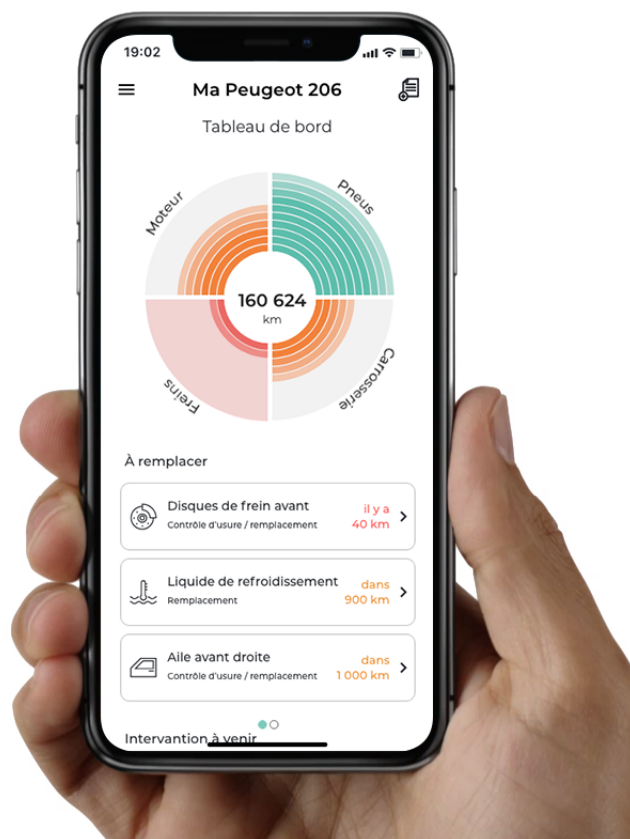 19:02
Ma Peugeot 206
Tableau de bord
Moteur
Pneus
160 624
km
Freins
Carrosserie
À remplacer
Disques de frein avant
Contrôle d'usure / remplacement
il y a
40 km
Liquide de refroidissement
Remplacement
dans
900 km
Aile avant droite
Contrôle d'usure / remplacement
dans
1 000 km
Intervantion à venir